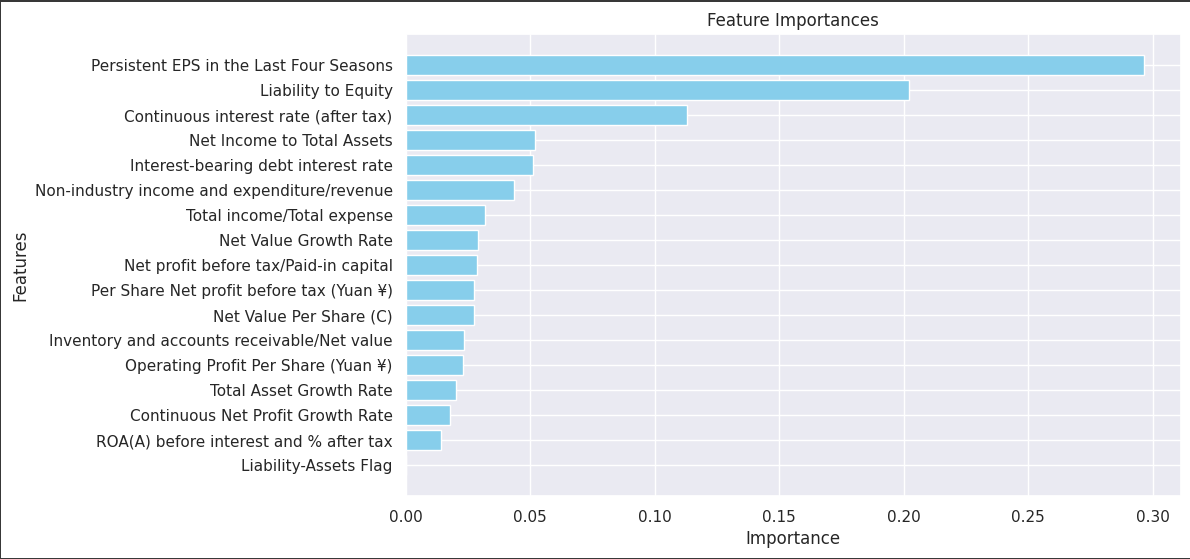 Feature Importances
Features
Persistent EPS in the Last Four Seasons
Liability to Equity
Continuous interest rate (after tax)
Net Income to Total Assets
Interest-bearing debt interest rate
Non-industry income and expenditure/revenue
Total income/Total expense
Net Value Growth Rate
Net profit before tax/Paid-in capital
Per Share Net profit before tax (Yuan ¥)
Net Value Per Share (C)
Inventory and accounts receivable/Net value
Operating Profit Per Share (Yuan ¥)
Total Asset Growth Rate
Continuous Net Profit Growth Rate
ROA(A) before interest and % after tax
Liability-Assets Flag
0.00 0.05 0.10 0.15 0.20 0.25 0.30
Importance